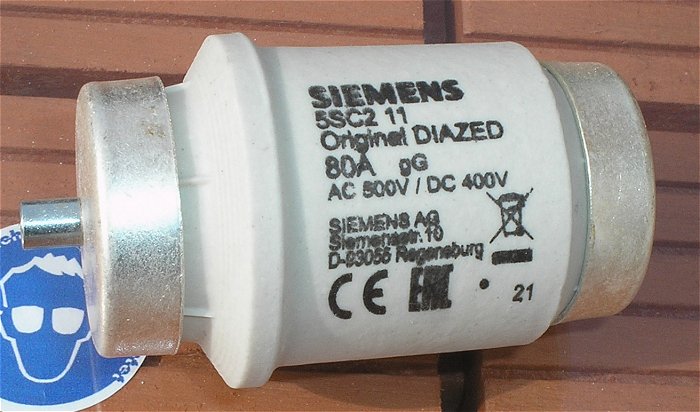 SIEMENS
5SC2 11
Original DIAZED
80A gG
AC 500V / DC 400V
SIEMENS AG
Siemensstr.10
D-93055 Regensburg
CE EAC
21